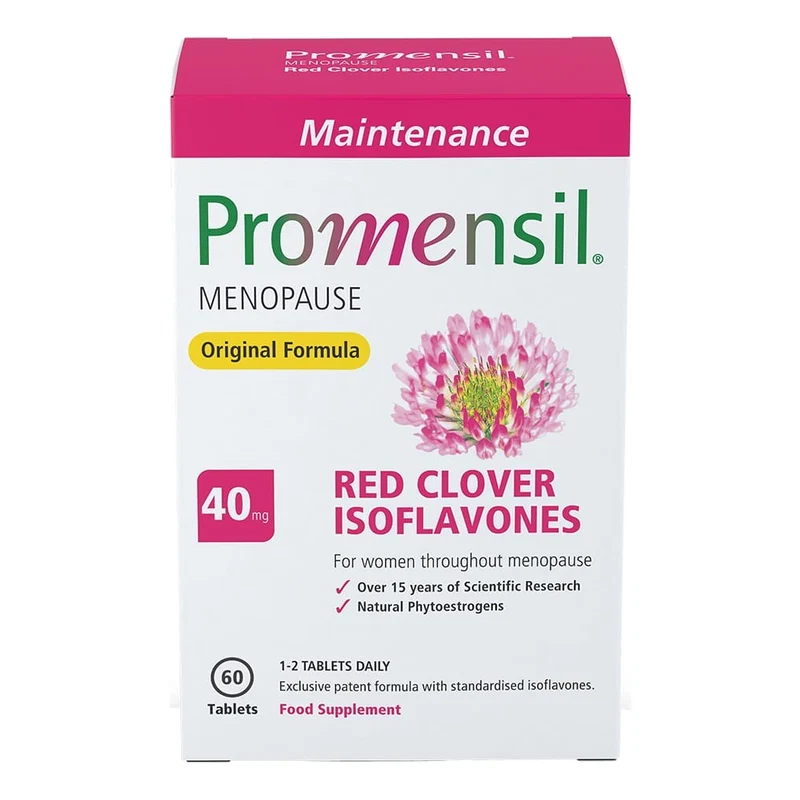 Promensil
MENOPAUSE
Red Clover Isoflavones
Maintenance
Promensil®
MENOPAUSE
Original Formula
40mg
RED CLOVER
ISOFLAVONES
For women throughout menopause
✓ Over 15 years of Scientific Research
✓ Natural Phytoestrogens
60
Tablets
1-2 TABLETS DAILY
Exclusive patent formula with standardised isoflavones.
Food Supplement